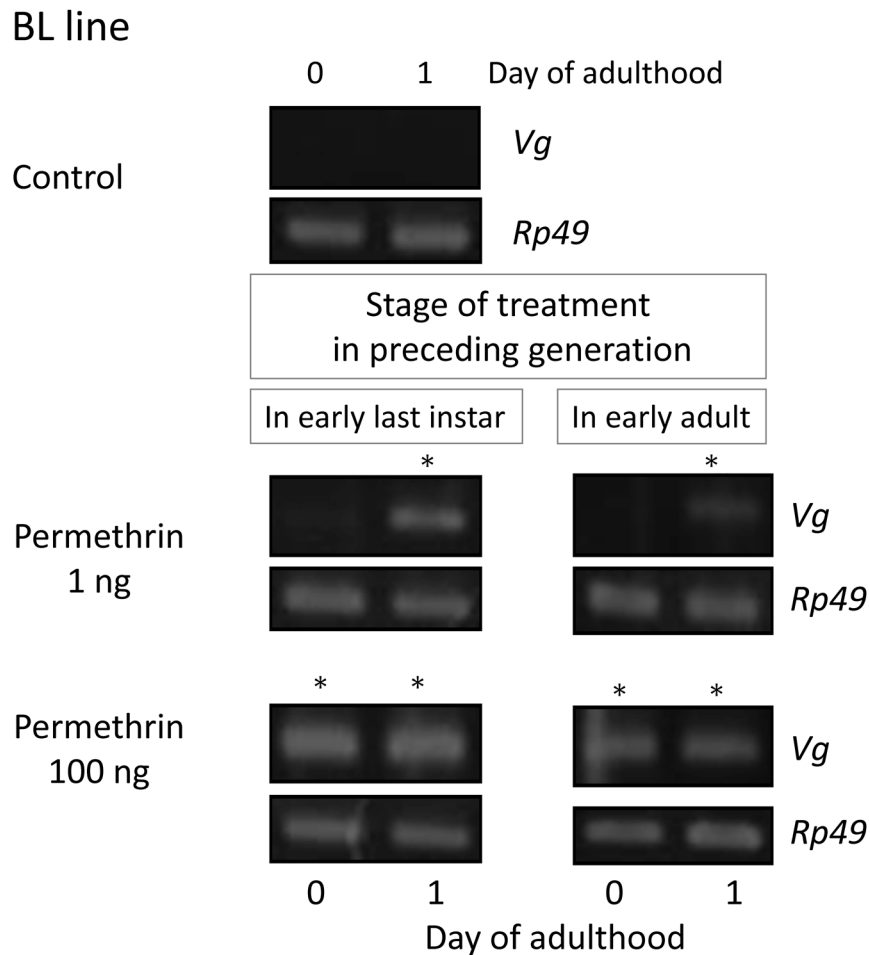 BL line
0 1 Day of adulthood
Control
Vg
Rp49
Stage of treatment
in preceding generation
In early last instar In early adult
* *
Permethrin
1 ng
Vg
Rp49
* * * *
Permethrin
100 ng
Vg
Rp49
0 1 0 1
Day of adulthood